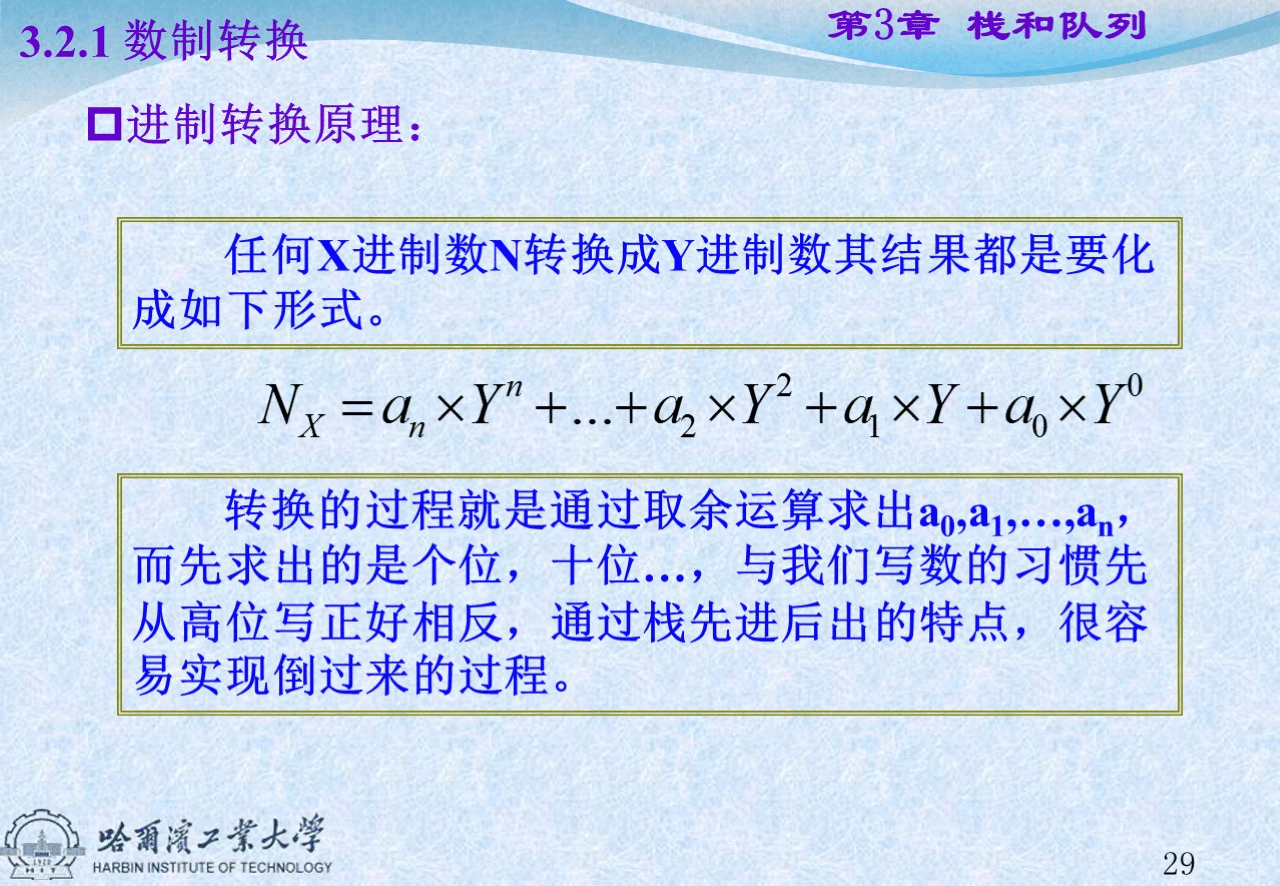 3.2.1 数制转换
第3章 栈和队列
进制转换原理：
任何X进制数N转换成Y进制数其结果都是要化
成如下形式。
N_X = a_n × Y^n + ... + a_2 × Y^2 + a_1 × Y + a_0 × Y^0
转换的过程就是通过取余运算求出a_0,a_1,…,a_n，
而先求出的是个位，十位…，与我们写数的习惯先
从高位写正好相反，通过栈先进后出的特点，很容
易实现倒过来的过程。
1920
HIT
哈爾濱工業大學
HARBIN INSTITUTE OF TECHNOLOGY
29